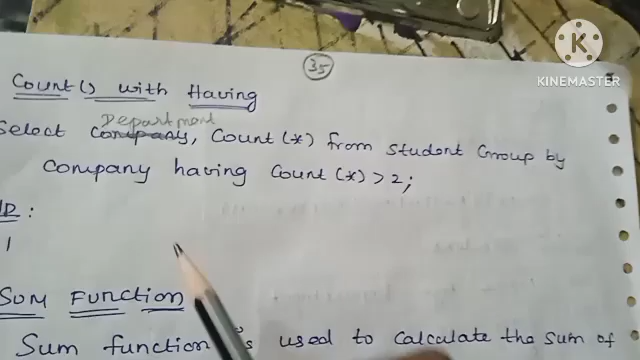 35
KINEMASTER
Count() with Having
Department
Select Company, Count(*) from student Group by
Company having Count(*) > 2;
1
SUM Function
Sum function is used to calculate the sum of